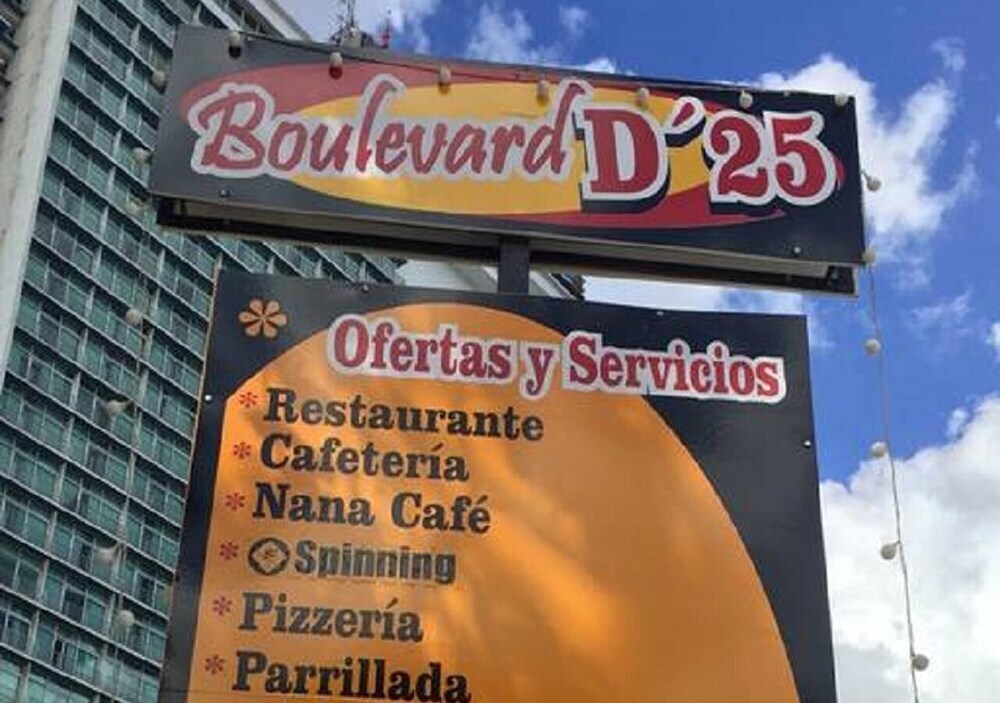 Boulevard D´25
Ofertas y Servicios
* Restaurante
* Cafetería
* Nana Café
* Spinning
* Pizzería
* Parrillada